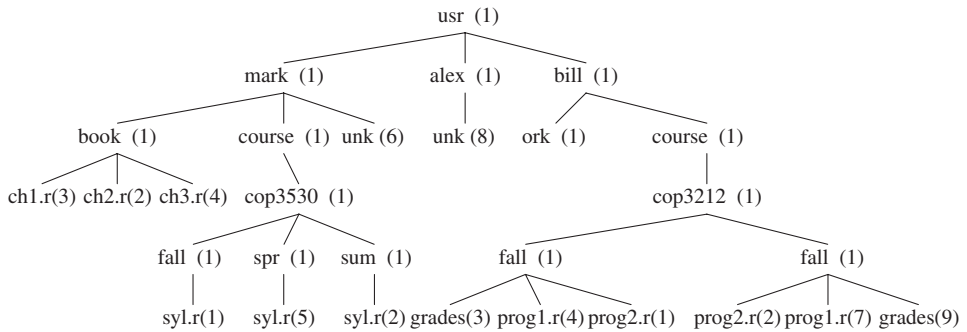 usr (1)
mark (1) alex (1) bill (1)
book (1) course (1) unk (6) unk (8) ork (1) course (1)
ch1.r(3) ch2.r(2) ch3.r(4) cop3530 (1) cop3212 (1)
fall (1) spr (1) sum (1) fall (1) fall (1)
syl.r(1) syl.r(5) syl.r(2) grades(3) prog1.r(4) prog2.r(1) prog2.r(2) prog1.r(7) grades(9)